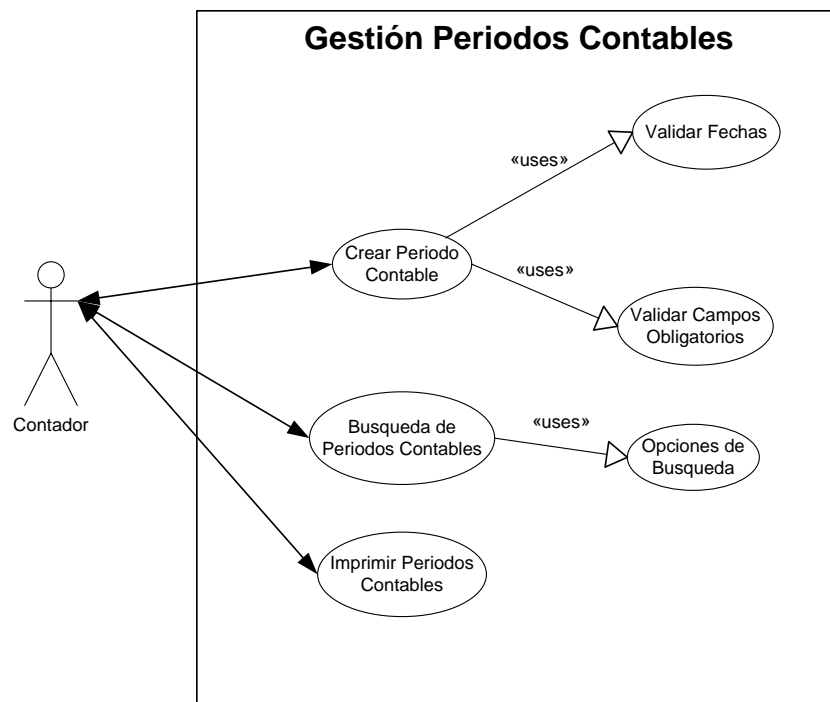 Gestión Periodos Contables
Validar Fechas
«uses»
Crear Periodo
Contable
«uses»
Validar Campos
Obligatorios
Contador
Busqueda de
Periodos Contables
«uses»
Opciones de
Busqueda
Imprimir Periodos
Contables